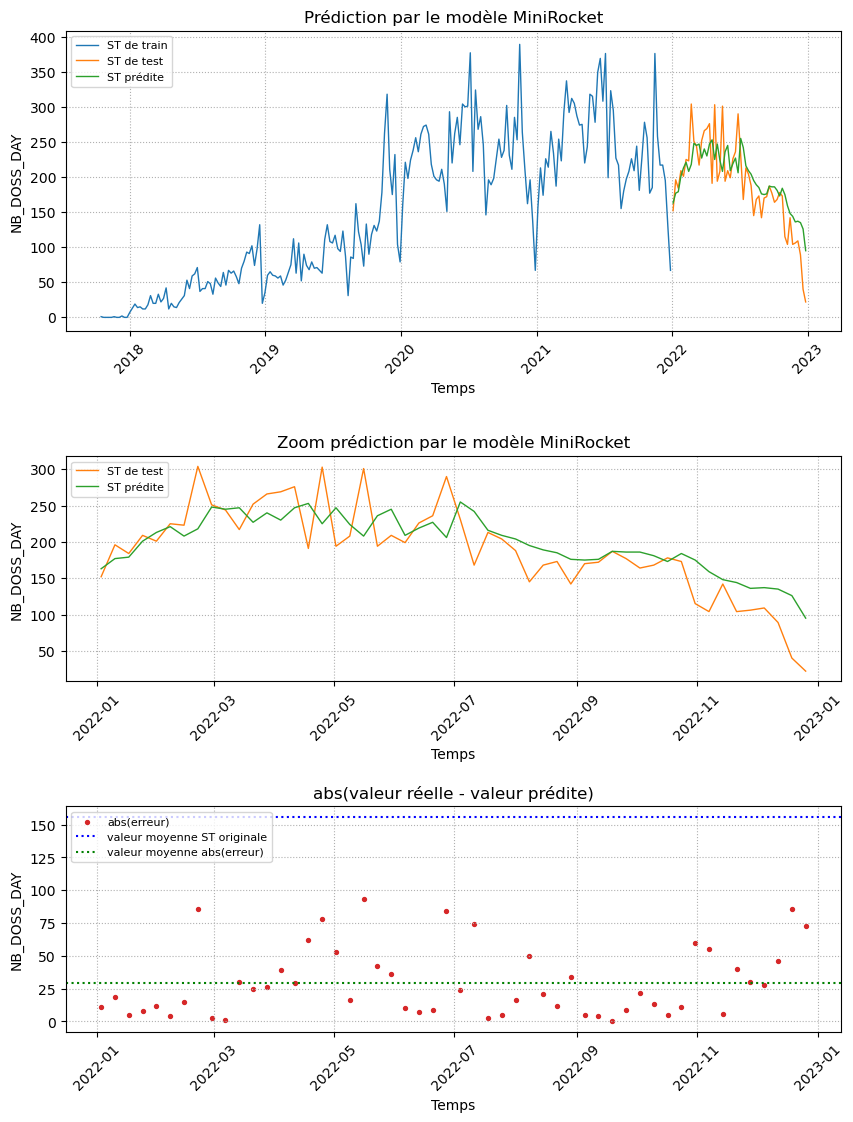 Prédiction par le modèle MiniRocket
ST de train
ST de test
ST prédite
NB_DOSS_DAY
400
350
300
250
200
150
100
50
0
2018
2019
2020
2021
2022
2023
Temps
Zoom prédiction par le modèle MiniRocket
ST de test
ST prédite
NB_DOSS_DAY
300
250
200
150
100
50
2022-01
2022-03
2022-05
2022-07
2022-09
2022-11
2023-01
Temps
abs(valeur réelle - valeur prédite)
abs(erreur)
valeur moyenne ST originale
valeur moyenne abs(erreur)
NB_DOSS_DAY
150
125
100
75
50
25
0
2022-01
2022-03
2022-05
2022-07
2022-09
2022-11
2023-01
Temps